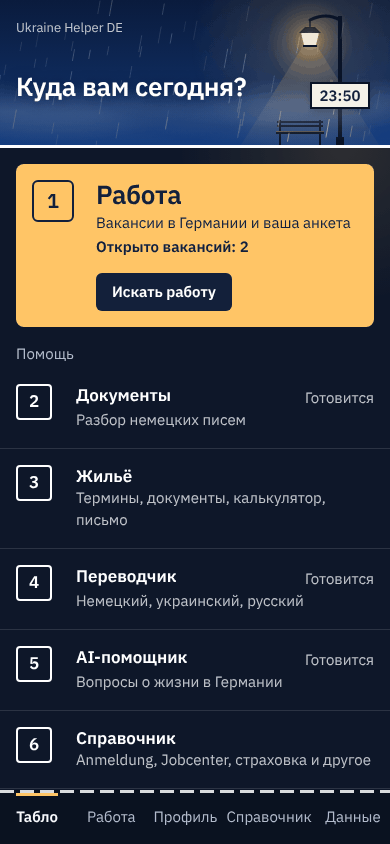 Ukraine Helper DE
Куда вам сегодня?
23:50
1
Работа
Вакансии в Германии и ваша анкета
Открыто вакансий: 2
Искать работу
Помощь
2
Документы
Готовится
Разбор немецких писем
3
Жильё
Термины, документы, калькулятор,
письмо
4
Переводчик
Готовится
Немецкий, украинский, русский
5
AI-помощник
Готовится
Вопросы о жизни в Германии
6
Справочник
Anmeldung, Jobcenter, страховка и другое
Табло Работа Профиль Справочник Данные